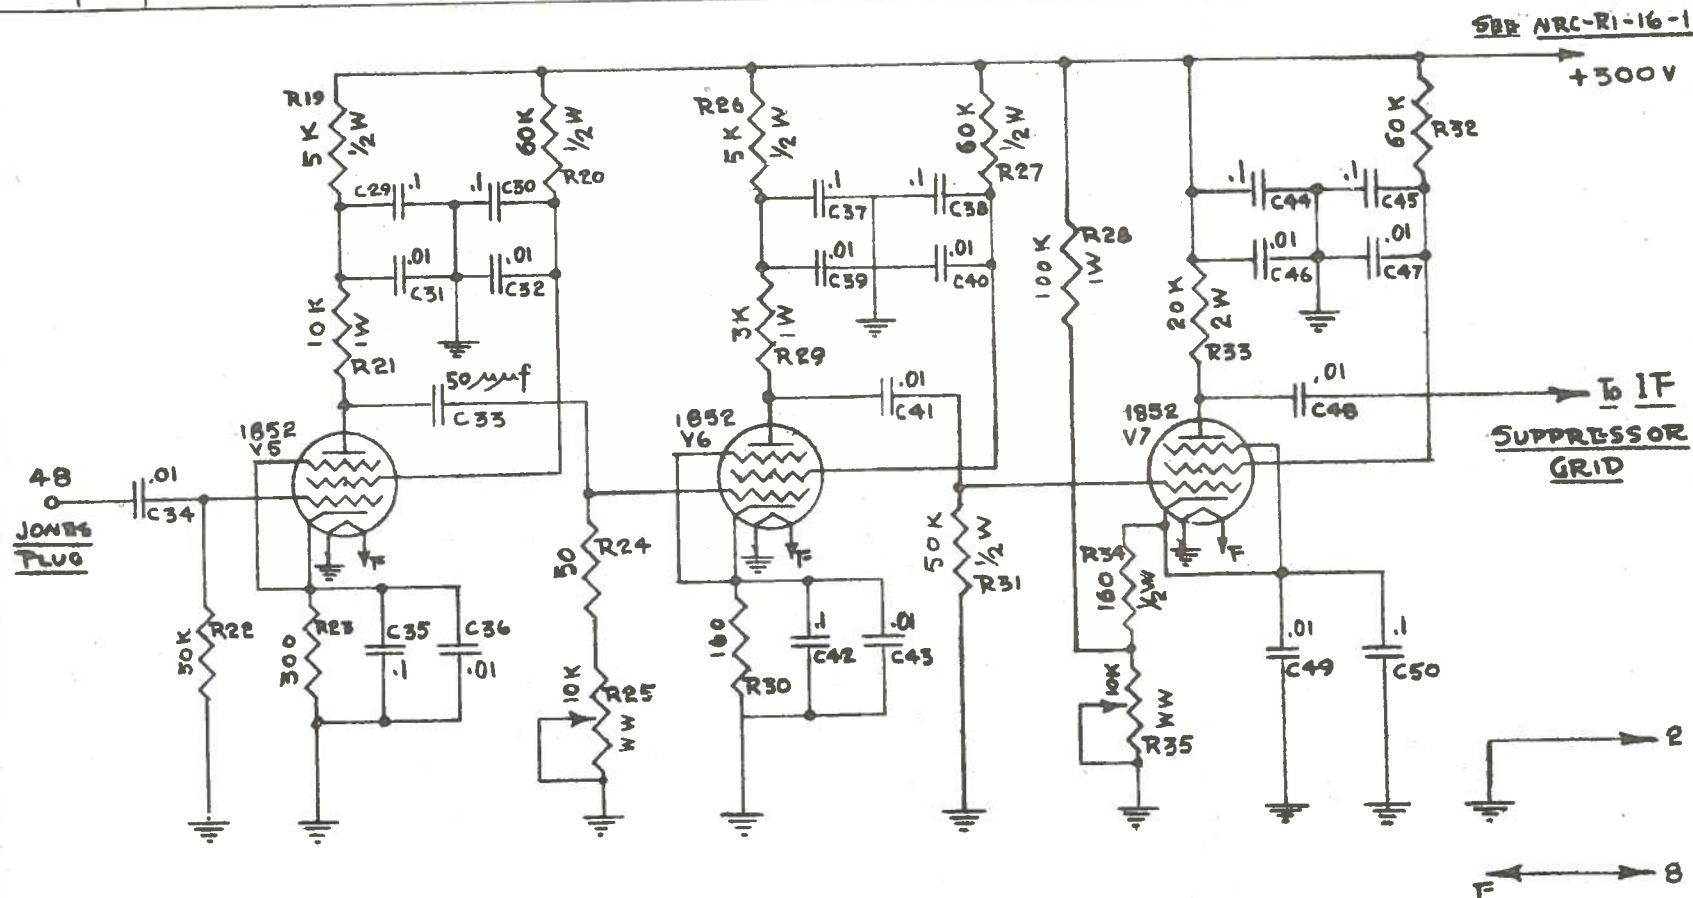 SEE NRC-R1-16-1
+300V
R19
5K
½W
60K
½W
R20
C29
.1
.1
C30
.01
C31
.01
C32
10K
1W
R21
50μμf
C33
1852
V5
48
JONES
PLUG
.01
C34
F
R22
50K
R23
300
C35
.1
C36
.01
R26
5K
½W
60K
½W
R27
.1
C37
.1
C38
.01
C39
.01
C40
3K
1W
R29
.01
C41
1852
V6
F
50
R24
10K
R25
WW
160
R30
.1
C42
.01
C43
50K
½W
R31
100K
R28
1W
60K
R32
.1
C44
.1
C45
.01
C46
.01
C47
20K
2W
R33
.01
C48
To IF
SUPPRESSOR
GRID
1852
V7
F
R34
160
½W
10K
WW
R35
.01
C49
.1
C50
2
F
8